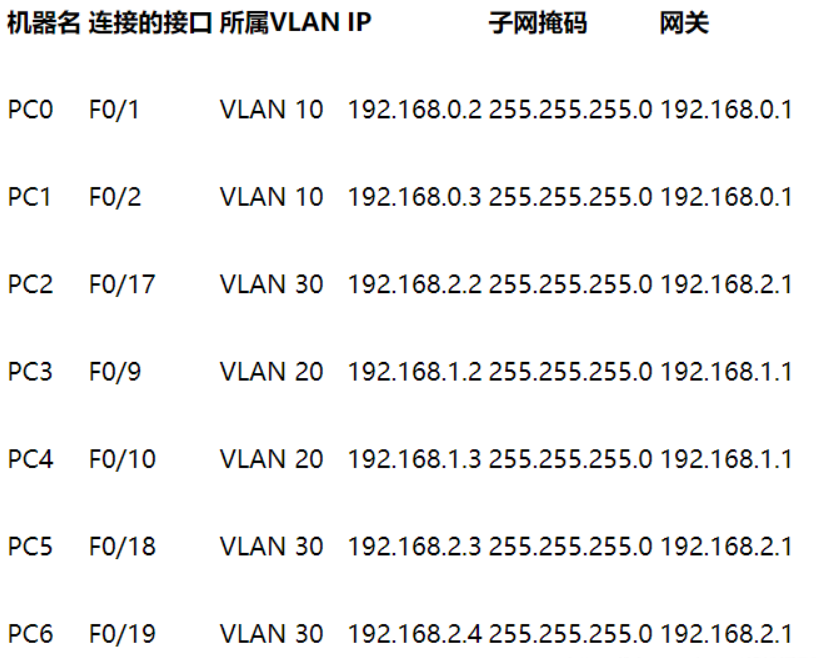 机器名 连接的接口 所属VLAN IP 子网掩码 网关
PC0 F0/1 VLAN 10 192.168.0.2 255.255.255.0 192.168.0.1
PC1 F0/2 VLAN 10 192.168.0.3 255.255.255.0 192.168.0.1
PC2 F0/17 VLAN 30 192.168.2.2 255.255.255.0 192.168.2.1
PC3 F0/9 VLAN 20 192.168.1.2 255.255.255.0 192.168.1.1
PC4 F0/10 VLAN 20 192.168.1.3 255.255.255.0 192.168.1.1
PC5 F0/18 VLAN 30 192.168.2.3 255.255.255.0 192.168.2.1
PC6 F0/19 VLAN 30 192.168.2.4 255.255.255.0 192.168.2.1